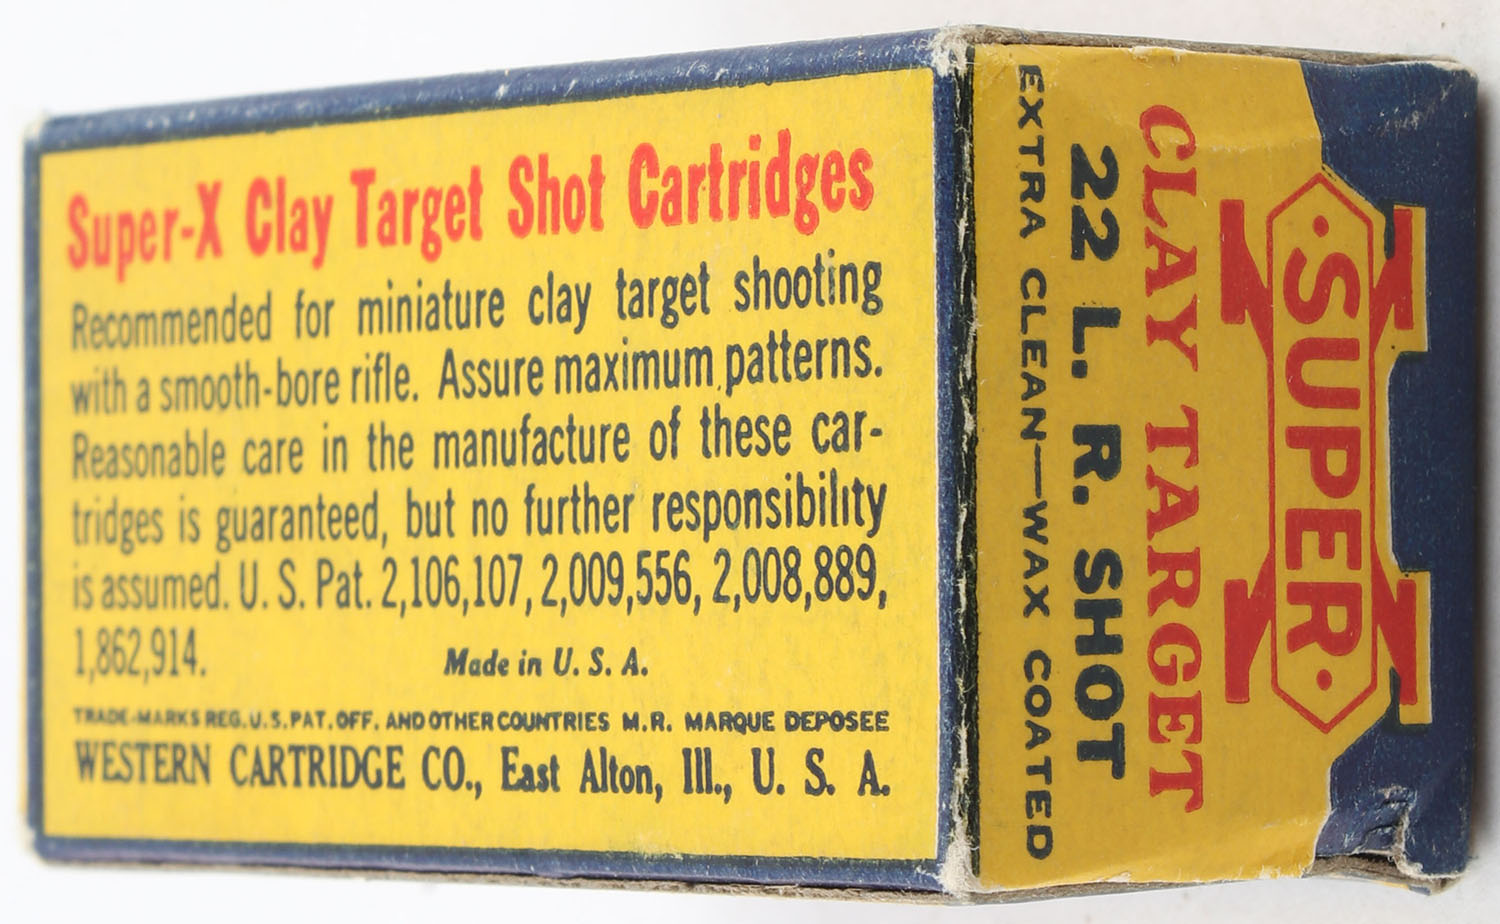 Super-X Clay Target Shot Cartridges
Recommended for miniature clay target shooting
with a smooth-bore rifle. Assure maximum patterns.
Reasonable care in the manufacture of these car-
tridges is guaranteed, but no further responsibility
is assumed. U. S. Pat. 2,106,107, 2,009,556, 2,008,889,
1,862,914.
Made in U. S. A.
TRADE-MARKS REG. U. S. PAT. OFF. AND OTHER COUNTRIES M.R. MARQUE DEPOSEE
WESTERN CARTRIDGE CO., East Alton, Ill., U. S. A.
·SUPER·
X
CLAY TARGET
22 L. R. SHOT
EXTRA CLEAN—WAX COATED